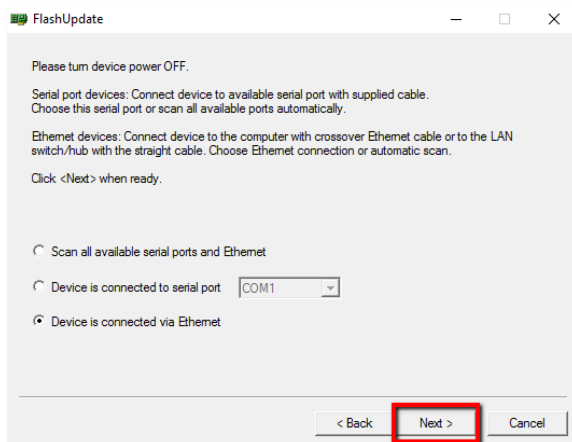 FlashUpdate
Please turn device power OFF.
Serial port devices: Connect device to available serial port with supplied cable.
Choose this serial port or scan all available ports automatically.
Ethernet devices: Connect device to the computer with crossover Ethernet cable or to the LAN
switch/hub with the straight cable. Choose Ethernet connection or automatic scan.
Click <Next> when ready.
Scan all available serial ports and Ethernet
Device is connected to serial port COM1
Device is connected via Ethernet
< Back Next > Cancel